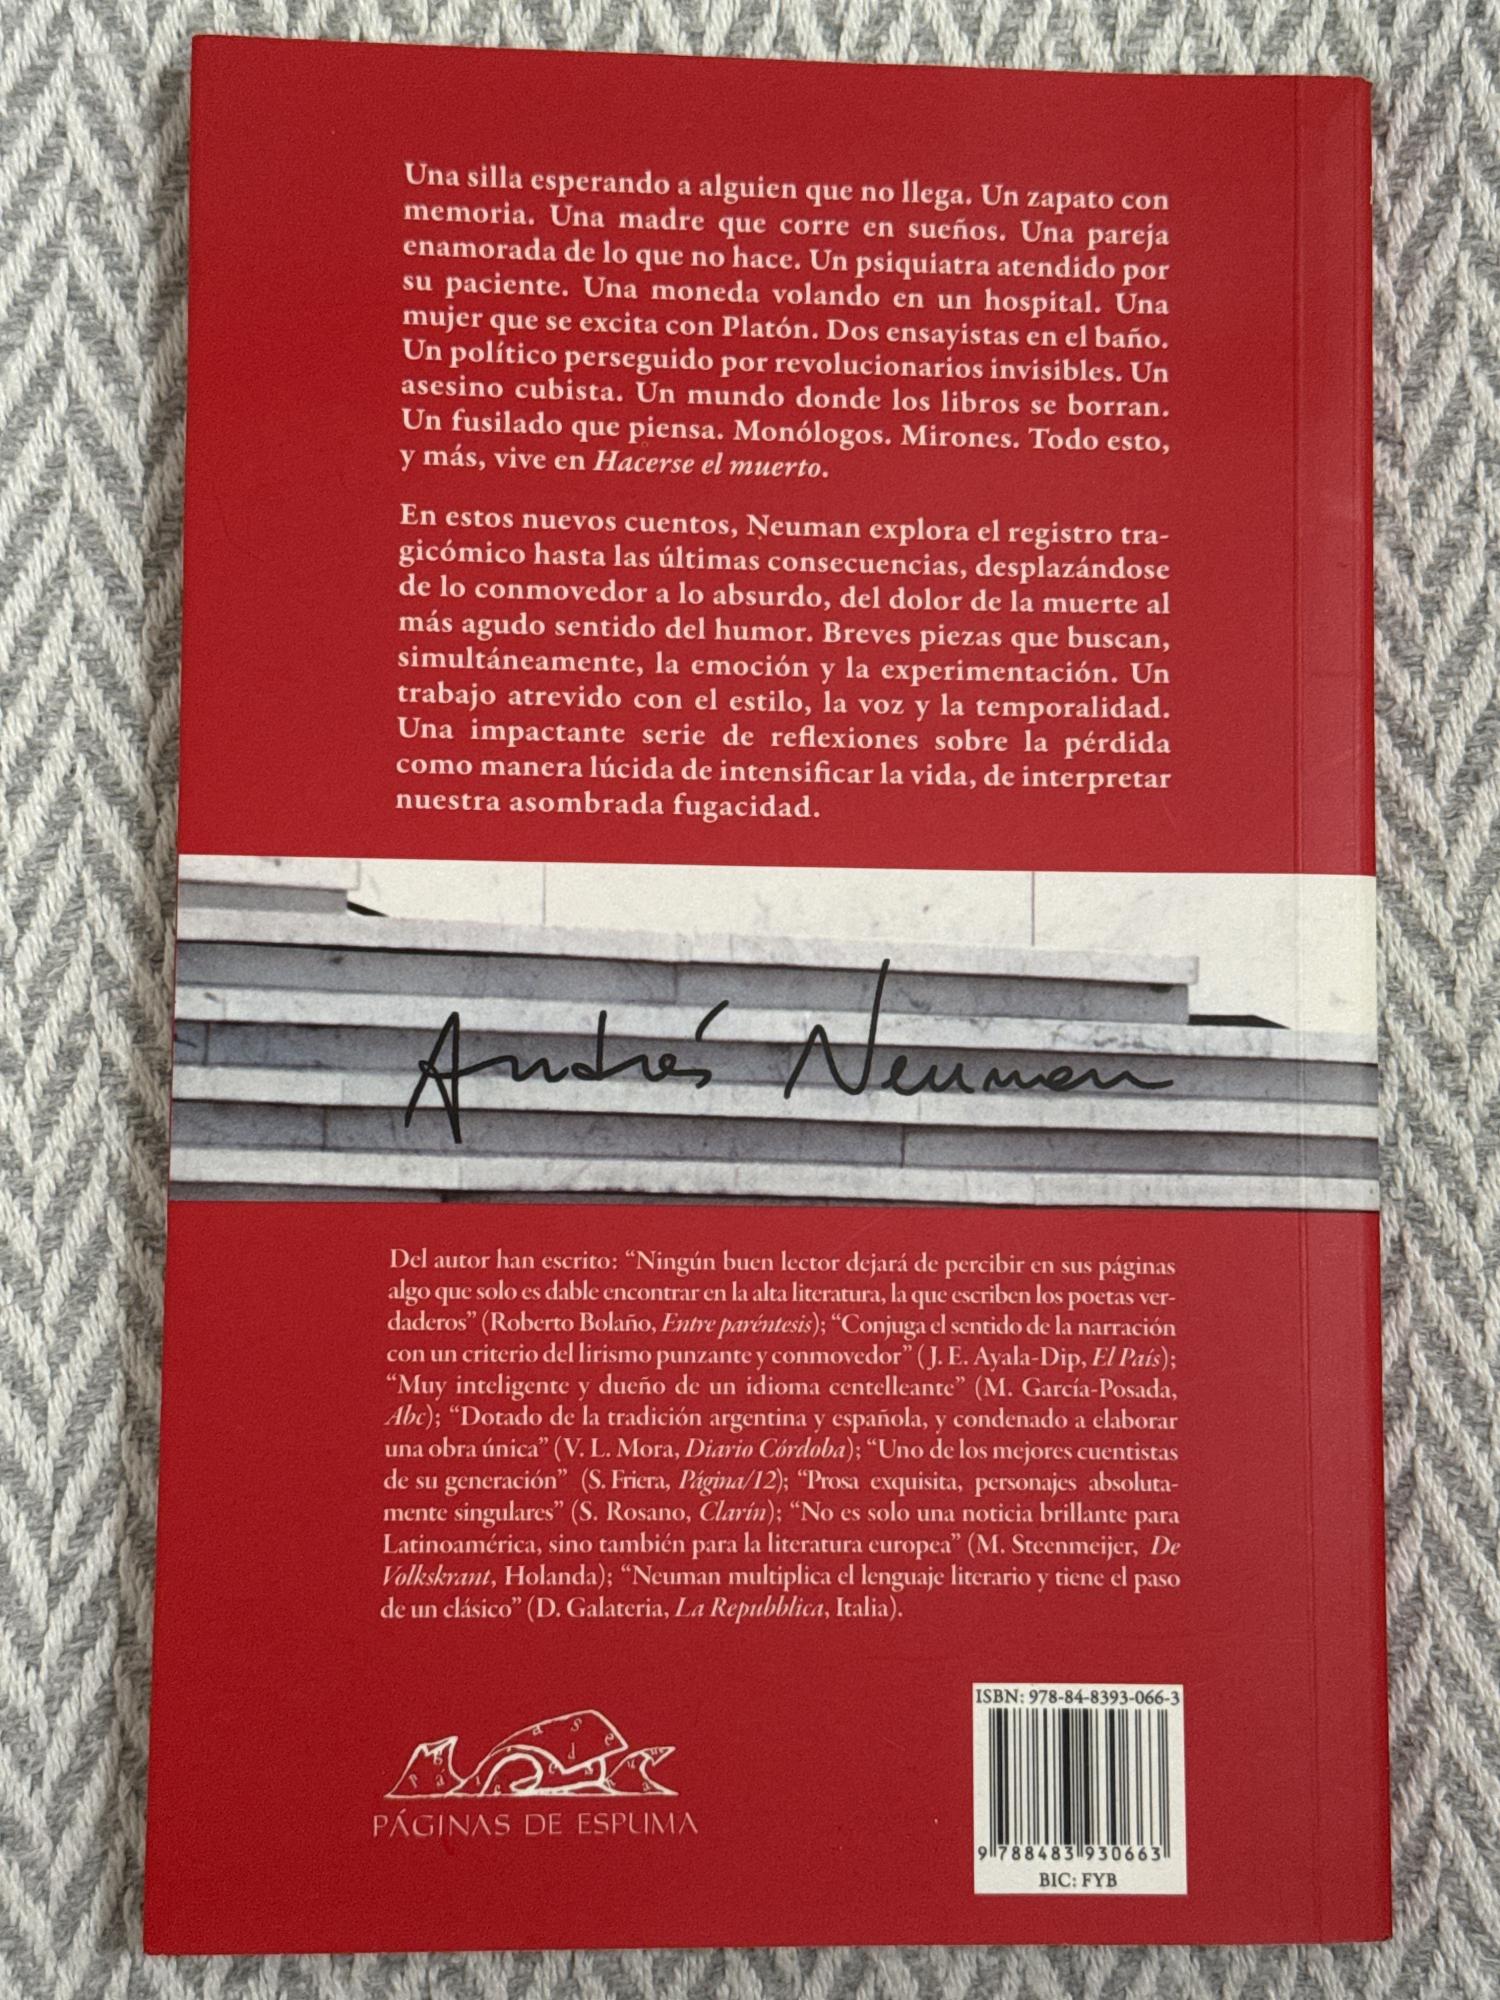 Una silla esperando a alguien que no llega. Un zapato con
memoria. Una madre que corre en sueños. Una pareja
enamorada de lo que no hace. Un psiquiatra atendido por
su paciente. Una moneda volando en un hospital. Una
mujer que se excita con Platón. Dos ensayistas en el baño.
Un político perseguido por revolucionarios invisibles. Un
asesino cubista. Un mundo donde los libros se borran.
Un fusilado que piensa. Monólogos. Mirones. Todo esto,
y más, vive en Hacerse el muerto.
En estos nuevos cuentos, Neuman explora el registro tra-
gicómico hasta las últimas consecuencias, desplazándose
de lo conmovedor a lo absurdo, del dolor de la muerte al
más agudo sentido del humor. Breves piezas que buscan,
simultáneamente, la emoción y la experimentación. Un
trabajo atrevido con el estilo, la voz y la temporalidad.
Una impactante serie de reflexiones sobre la pérdida
como manera lúcida de intensificar la vida, de interpretar
nuestra asombrada fugacidad.
Andrés Neuman
Del autor han escrito: “Ningún buen lector dejará de percibir en sus páginas
algo que solo es dable encontrar en la alta literatura, la que escriben los poetas ver-
daderos” (Roberto Bolaño, Entre paréntesis); “Conjuga el sentido de la narración
con un criterio del lirismo punzante y conmovedor” (J. E. Ayala-Dip, El País);
“Muy inteligente y dueño de un idioma centelleante” (M. García-Posada,
Abc); “Dotado de la tradición argentina y española, y condenado a elaborar
una obra única” (V. L. Mora, Diario Córdoba); “Uno de los mejores cuentistas
de su generación” (S. Friera, Página/12); “Prosa exquisita, personajes absoluta-
mente singulares” (S. Rosano, Clarín); “No es solo una noticia brillante para
Latinoamérica, sino también para la literatura europea” (M. Steenmeijer, De
Volkskrant, Holanda); “Neuman multiplica el lenguaje literario y tiene el paso
de un clásico” (D. Galateria, La Repubblica, Italia).
PÁGINAS DE ESPUMA
ISBN: 978-84-8393-066-3
9 788483 930663
BIC: FYB